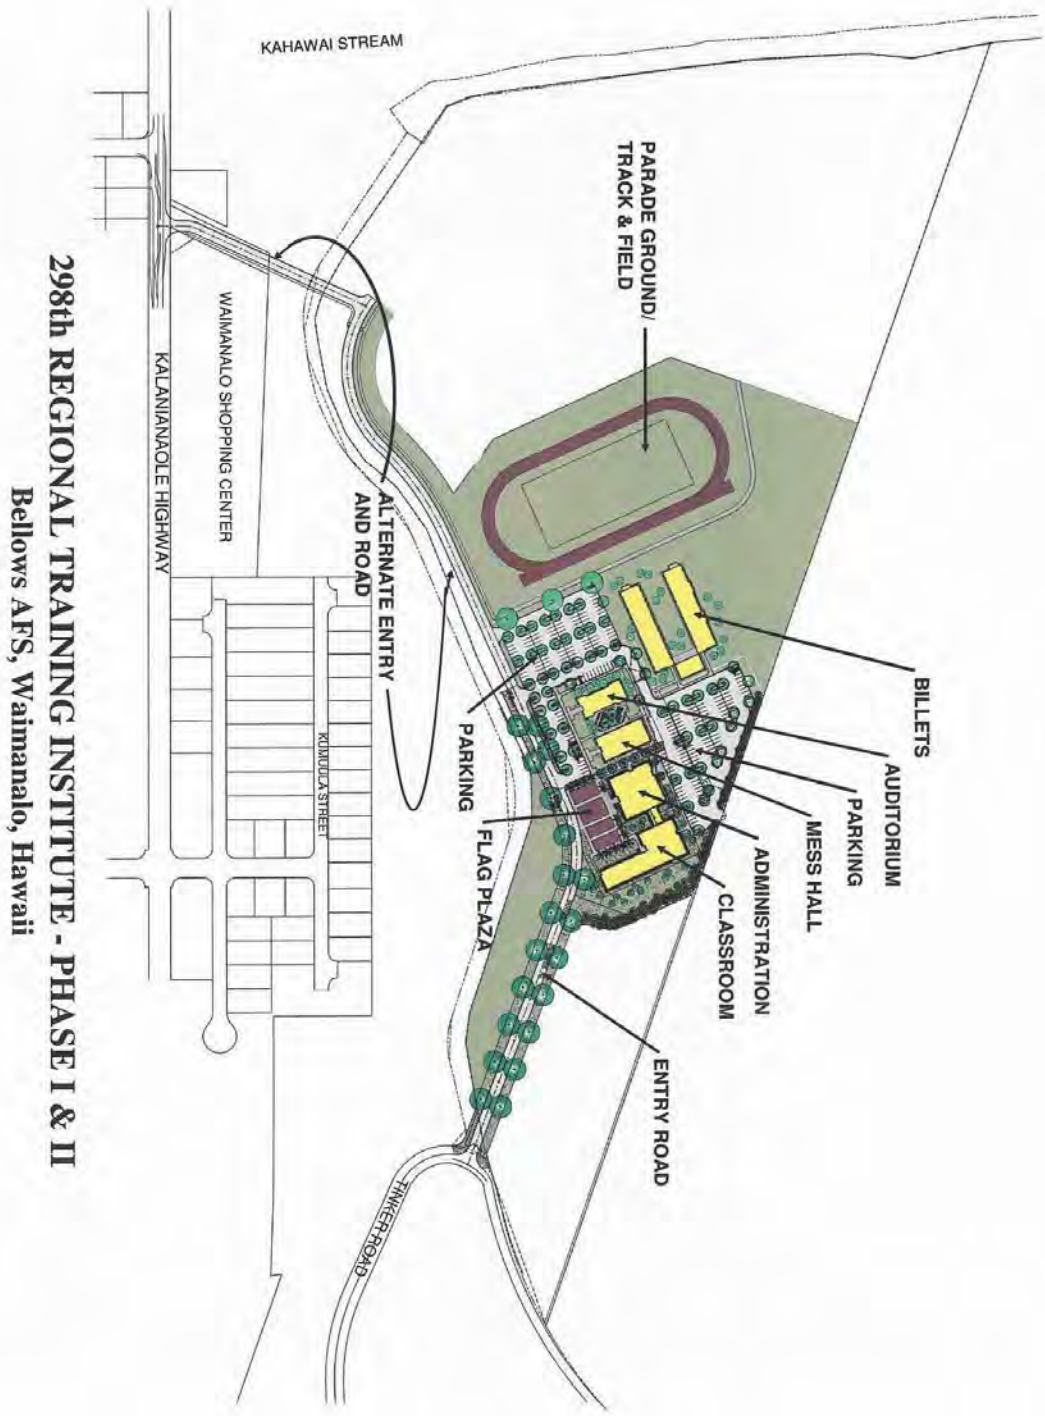 KAHAWAI STREAM
PARADE GROUND/
TRACK & FIELD
BILLETS
AUDITORIUM
PARKING
MESS HALL
ADMINISTRATION
CLASSROOM
ENTRY ROAD
PARKING
FLAG PLAZA
ALTERNATE ENTRY
AND ROAD
TINKER ROAD
KUMUULA STREET
WAIMANALO SHOPPING CENTER
KALANIANAOLE HIGHWAY
298th REGIONAL TRAINING INSTITUTE - PHASE I & II
Bellows AFS, Waimanalo, Hawaii